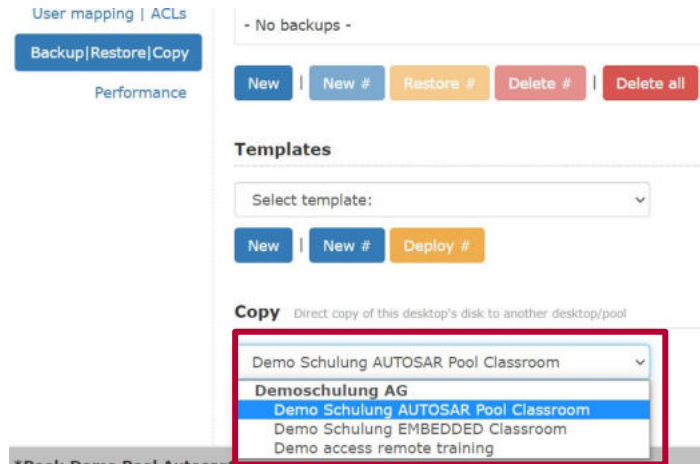 User mapping | ACLs
- No backups -
Backup|Restore|Copy
Performance
New | New # Restore # Delete # | Delete all
Templates
Select template:
New | New # Deploy #
Copy Direct copy of this desktop's disk to another desktop/pool
Demo Schulung AUTOSAR Pool Classroom
Demoschulung AG
Demo Schulung AUTOSAR Pool Classroom
Demo Schulung EMBEDDED Classroom
Demo access remote training